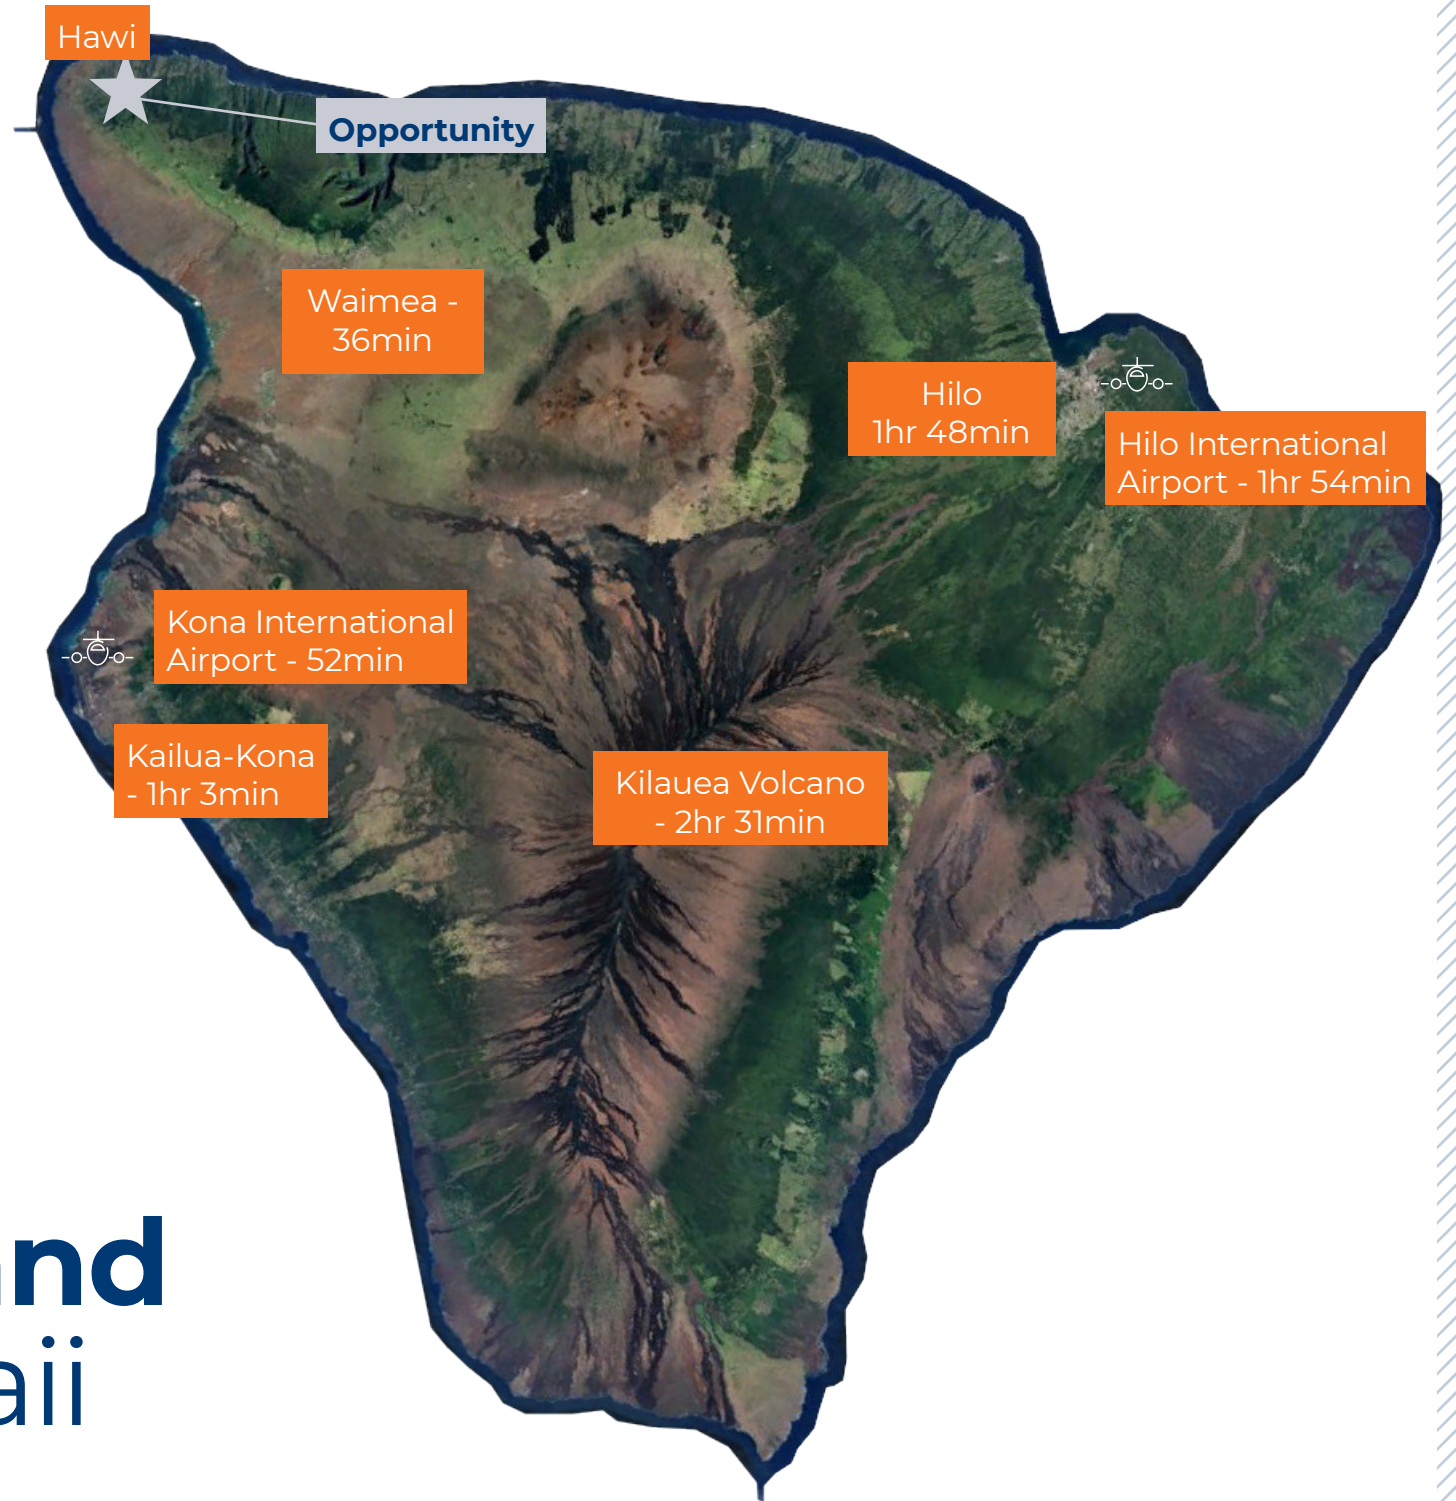 Hawi
Opportunity
Waimea -
36min
Hilo
1hr 48min
Hilo International
Airport - 1hr 54min
Kona International
Airport - 52min
Kailua-Kona
- 1hr 3min
Kilauea Volcano
- 2hr 31min
and
aii